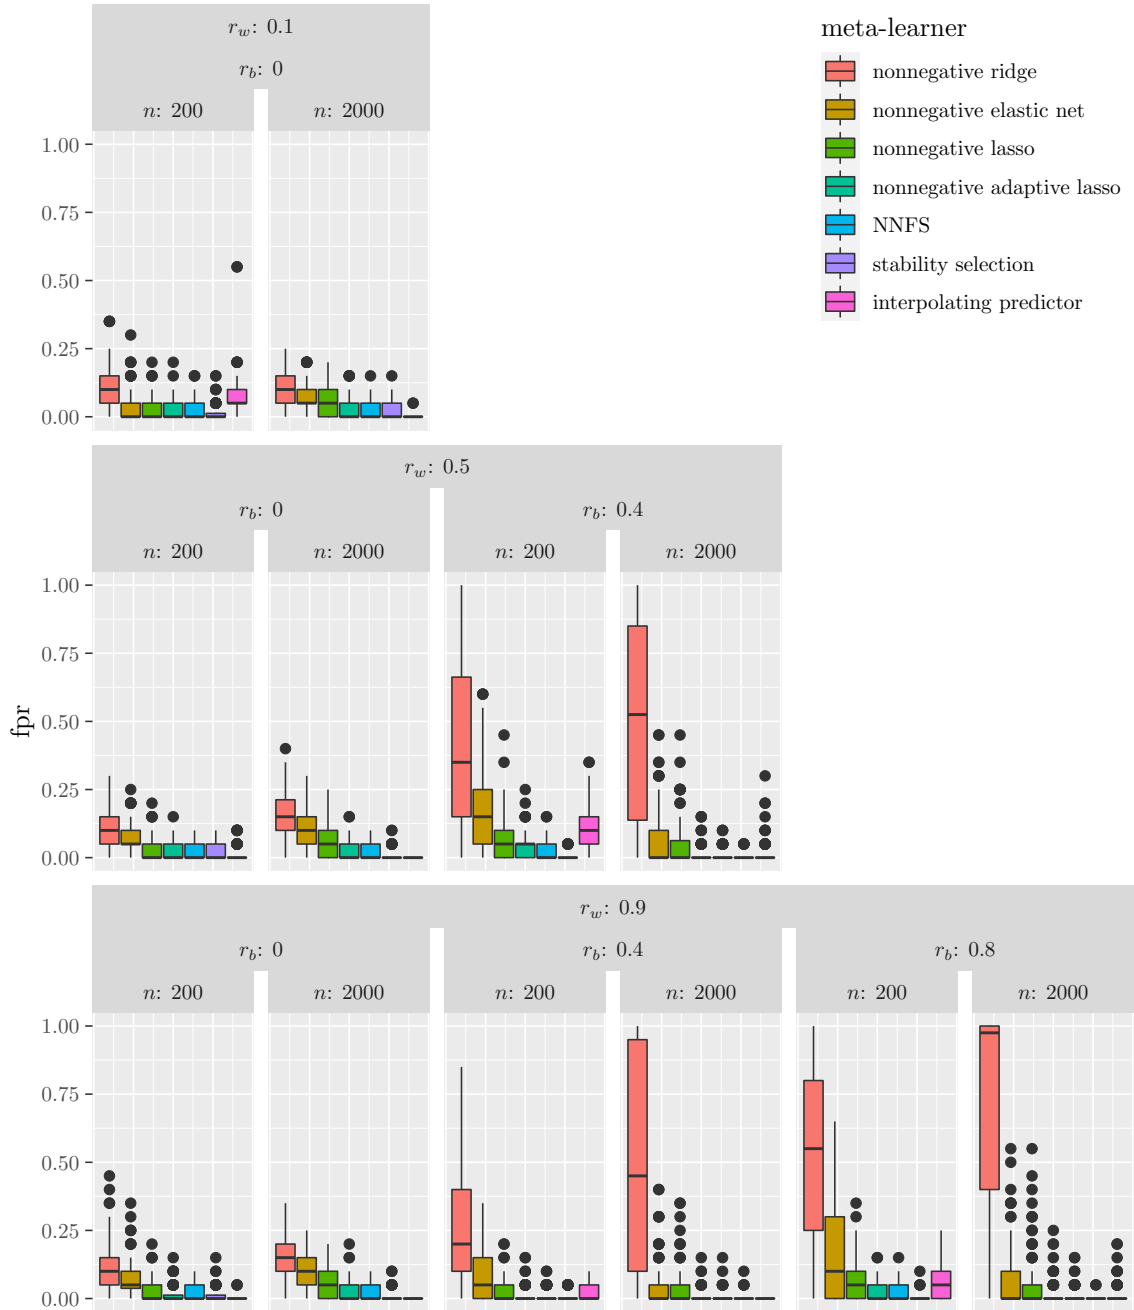 r_w: 0.1
r_b: 0
n: 200 n: 2000
1.00
0.75
0.50
0.25
0.00
meta-learner
nonnegative ridge
nonnegative elastic net
nonnegative lasso
nonnegative adaptive lasso
NNFS
stability selection
interpolating predictor
r_w: 0.5
r_b: 0 r_b: 0.4
n: 200 n: 2000 n: 200 n: 2000
1.00
0.75
0.50
0.25
0.00
fpr
r_w: 0.9
r_b: 0 r_b: 0.4 r_b: 0.8
n: 200 n: 2000 n: 200 n: 2000 n: 200 n: 2000
1.00
0.75
0.50
0.25
0.00